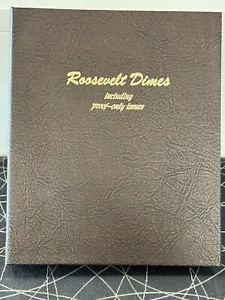 Roosevelt Dimes
including
proof-only issues